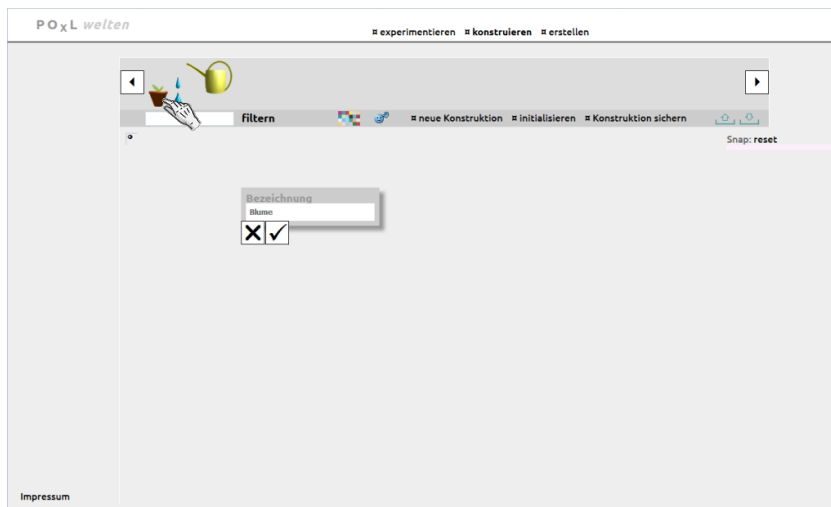 POXL welten
¤ experimentieren ¤ konstruieren ¤ erstellen
filtern ¤ neue Konstruktion ¤ initialisieren ¤ Konstruktion sichern
Snap: reset
Bezeichnung
Blume
Impressum